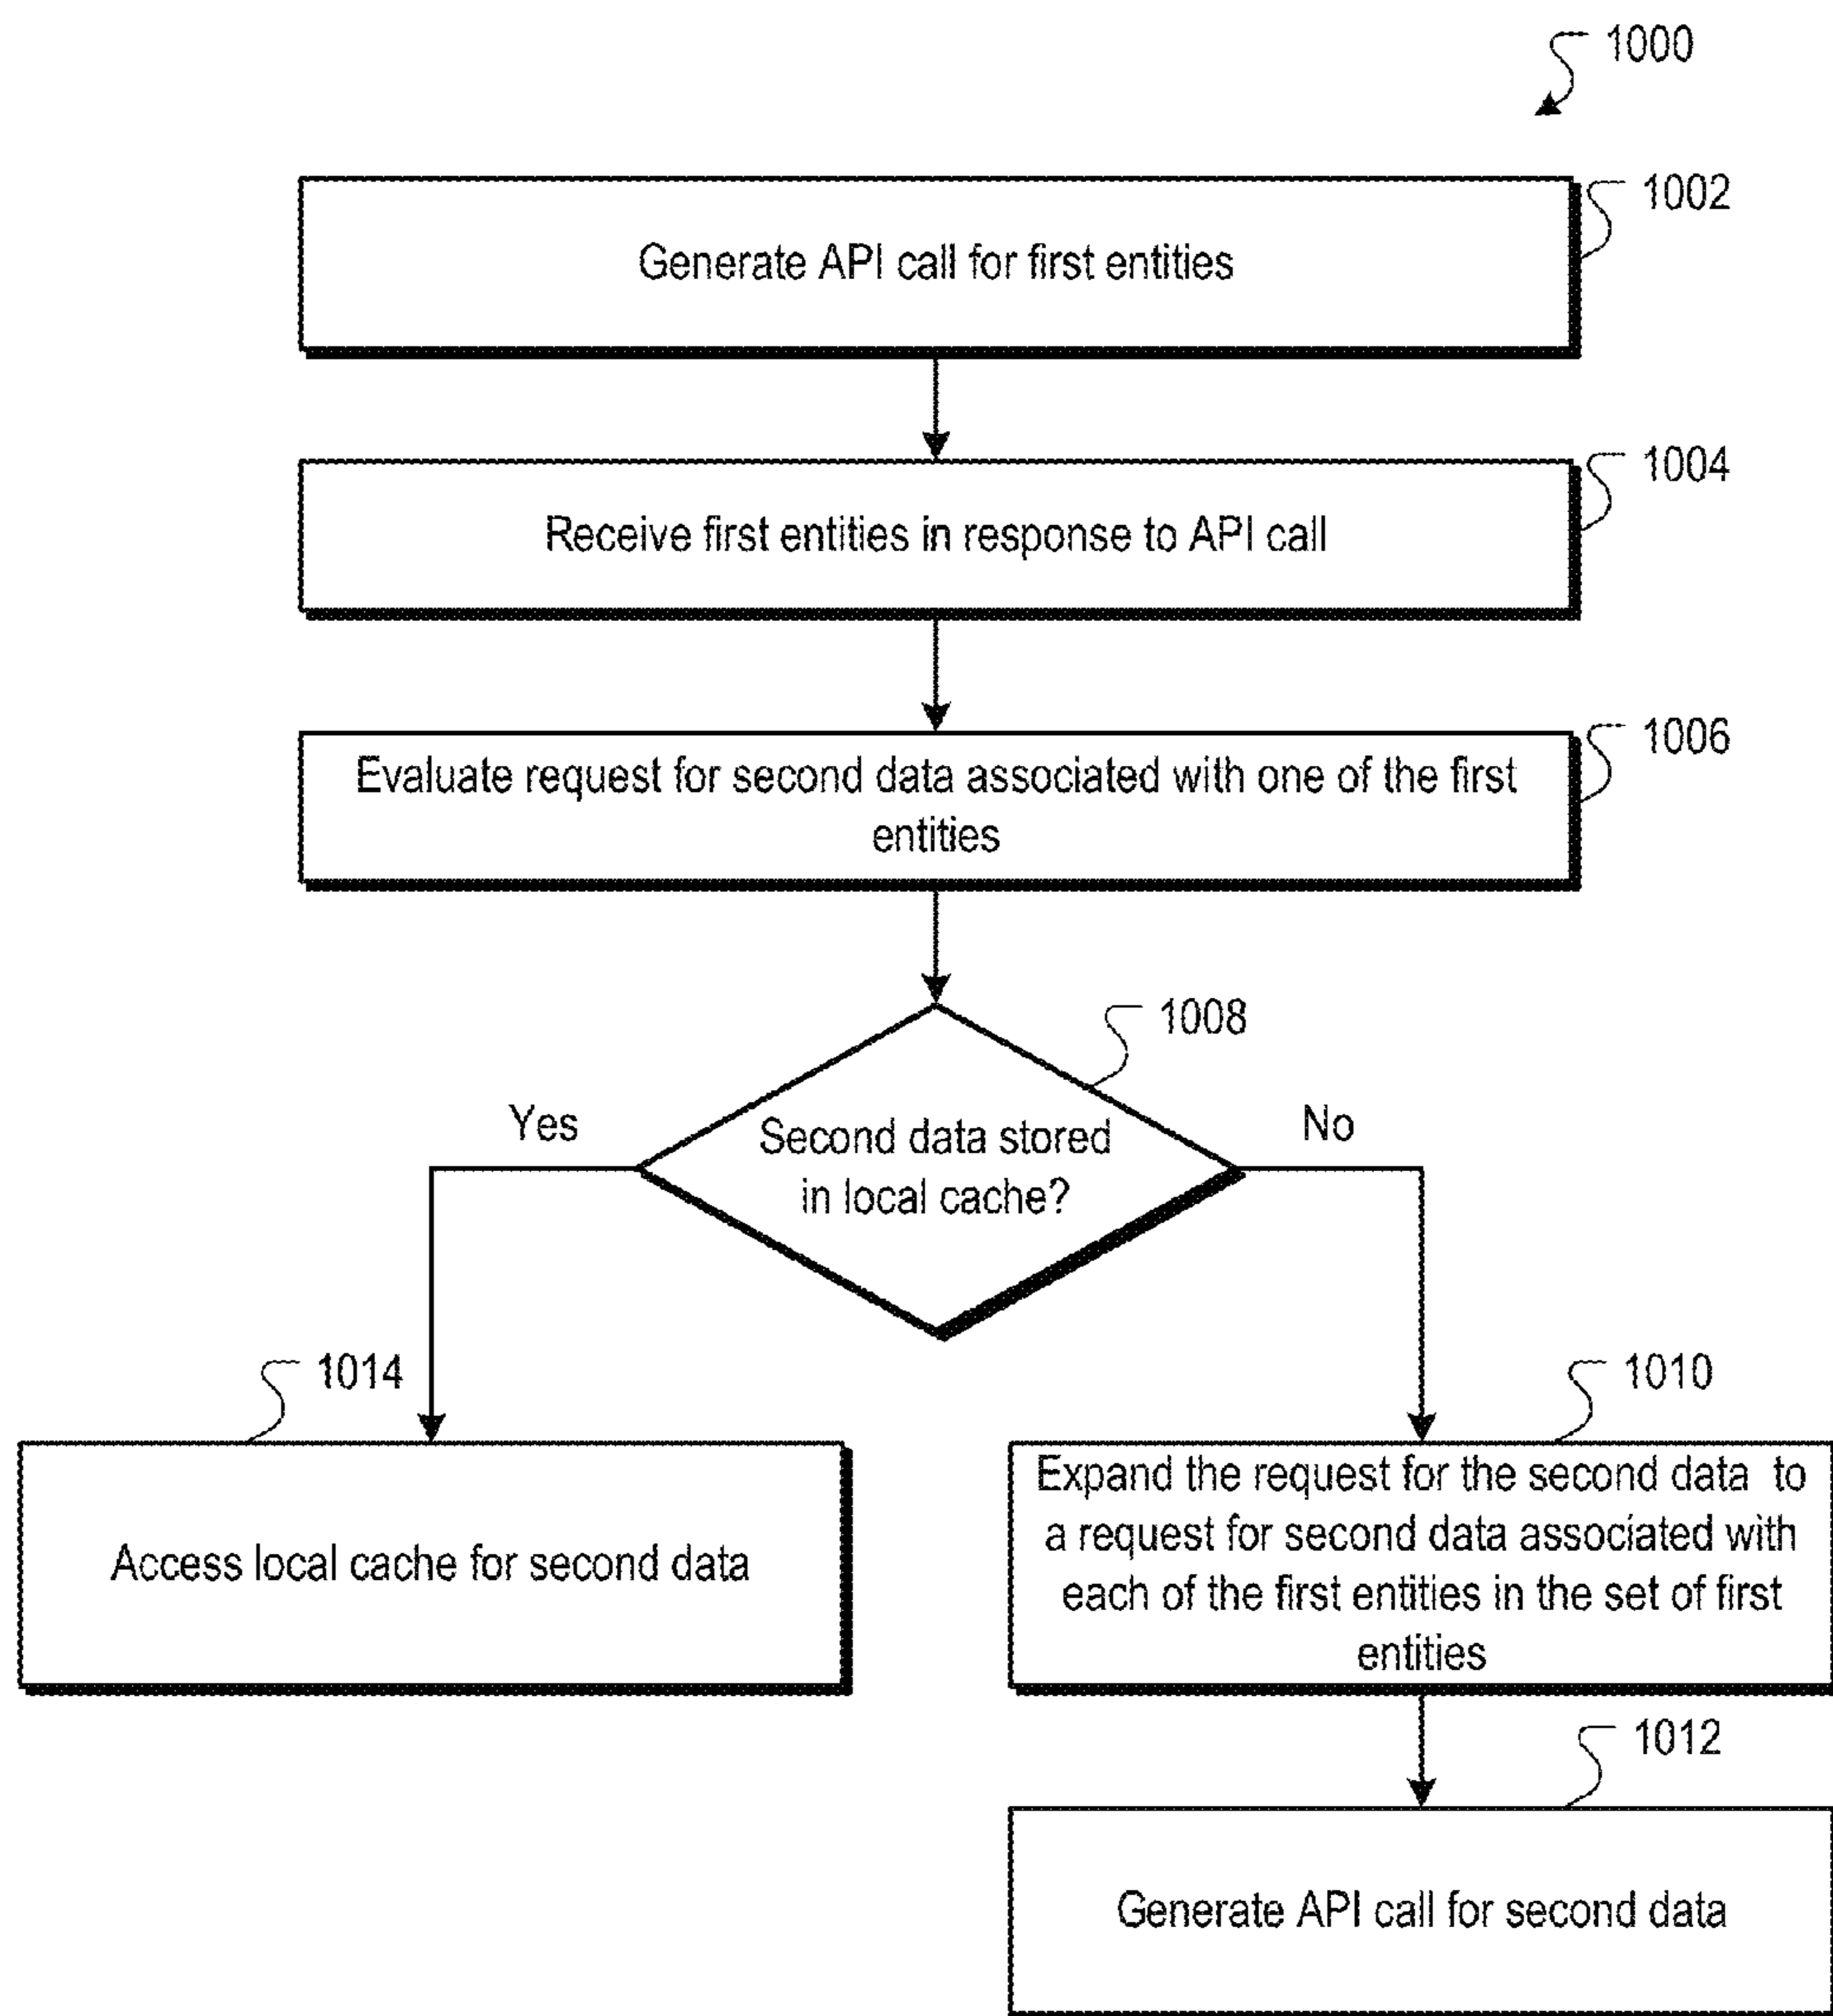 1000
1002
Generate API call for first entities
1004
Receive first entities in response to API call
1006
Evaluate request for second data associated with one of the first
entities
1008
Yes
No
Second data stored
in local cache?
1014
1010
Access local cache for second data
Expand the request for the second data to
a request for second data associated with
each of the first entities in the set of first
entities
1012
Generate API call for second data